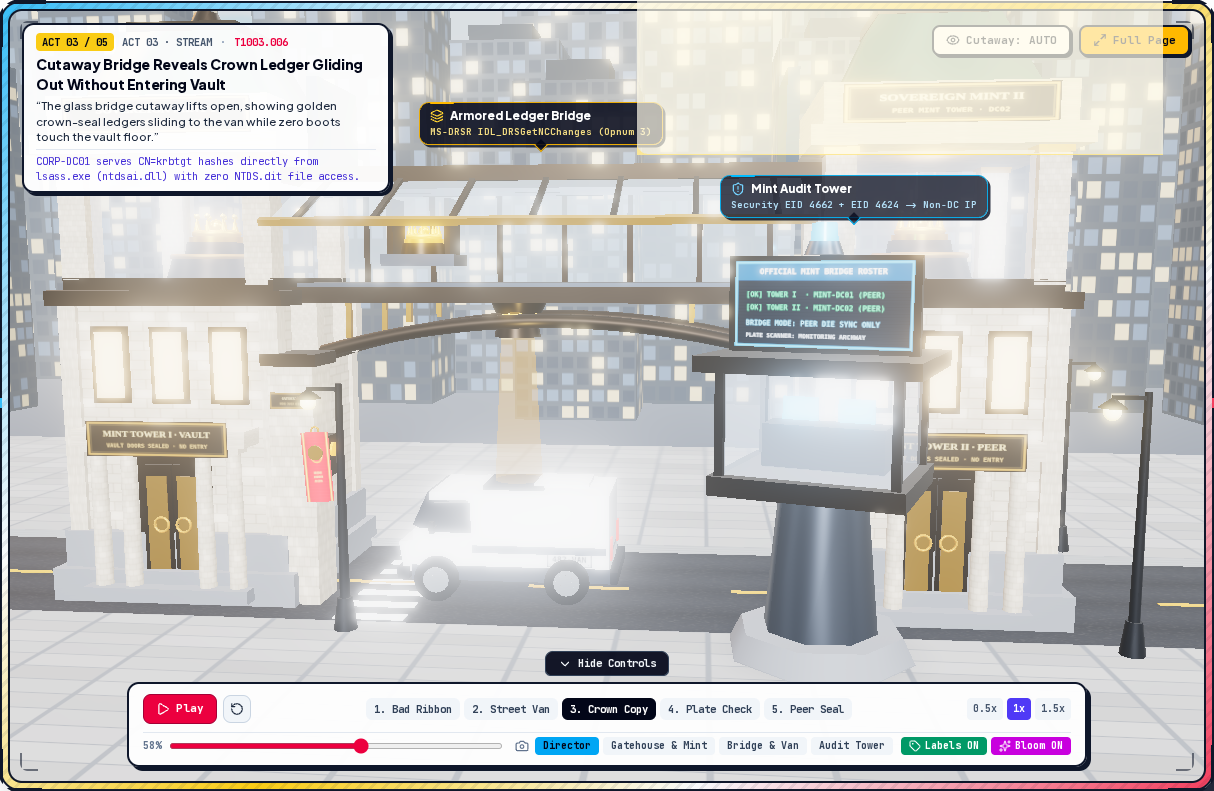 ACT 03 / 05 ACT 03 · STREAM · T1003.006
Cutaway Bridge Reveals Crown Ledger Gliding
Out Without Entering Vault
“The glass bridge cutaway lifts open, showing golden
crown-seal ledgers sliding to the van while zero boots
touch the vault floor.”
CORP-DC01 serves CN=krbtgt hashes directly from
lsass.exe (ntdsai.dll) with zero NTDS.dit file access.
Cutaway: AUTO
Full Page
SOVEREIGN MINT II
PEER MINT TOWER · DC02
Armored Ledger Bridge
MS-DRSR IDL_DRSGetNCChanges (Opnum 3)
Mint Audit Tower
Security EID 4662 + EID 4624 → Non-DC IP
OFFICIAL MINT BRIDGE ROSTER
[OK] TOWER I · MINT-DC01 (PEER)
[OK] TOWER II · MINT-DC02 (PEER)
BRIDGE MODE: PEER DIE SYNC ONLY
PLATE SCANNER: MONITORING ARCHWAY
MINT TOWER I · VAULT
VAULT DOORS SEALED · NO ENTRY
TOWER II · PEER
SEALED · NO ENTRY
Hide Controls
Play
1. Bad Ribbon
2. Street Van
3. Crown Copy
4. Plate Check
5. Peer Seal
0.5x
1x
1.5x
58%
Director
Gatehouse & Mint
Bridge & Van
Audit Tower
Labels ON
Bloom ON